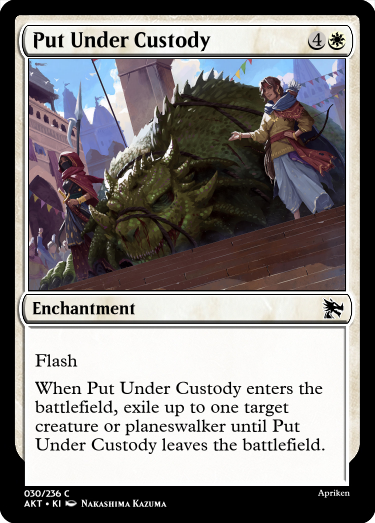 Put Under Custody 4
Enchantment
Flash
When Put Under Custody enters the
battlefield, exile up to one target
creature or planeswalker until Put
Under Custody leaves the battlefield.
030/236 C
Apriken
AKT • KI Nakashima Kazuma